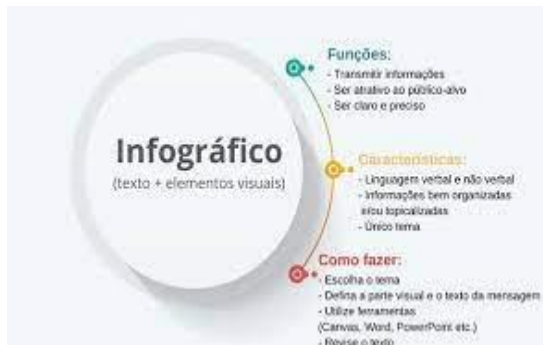 Infográfico
(texto + elementos visuais)
Funções:
- Transmitir informações
- Ser atrativo ao público-alvo
- Ser claro e preciso
Características:
- Linguagem verbal e não verbal
- Informações bem organizadas
e/ou topicalizadas
- Único tema
Como fazer:
- Escolha o tema
- Defina a parte visual e o texto da mensagem
- Utilize ferramentas
(Canvas, Word, PowerPoint etc.)
- Revise o texto